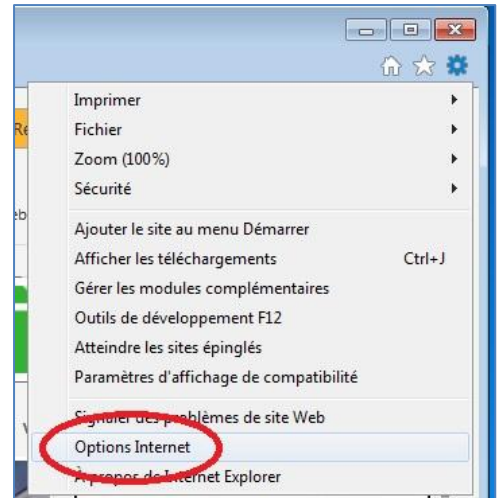 Imprimer
Re
Fichier
Zoom (100%)
Sécurité
eb
Ajouter le site au menu Démarrer
Afficher les téléchargements Ctrl+J
Gérer les modules complémentaires
Outils de développement F12
Atteindre les sites épinglés
Paramètres d'affichage de compatibilité
Signaler des problèmes de site Web
Options Internet
À propos de Internet Explorer